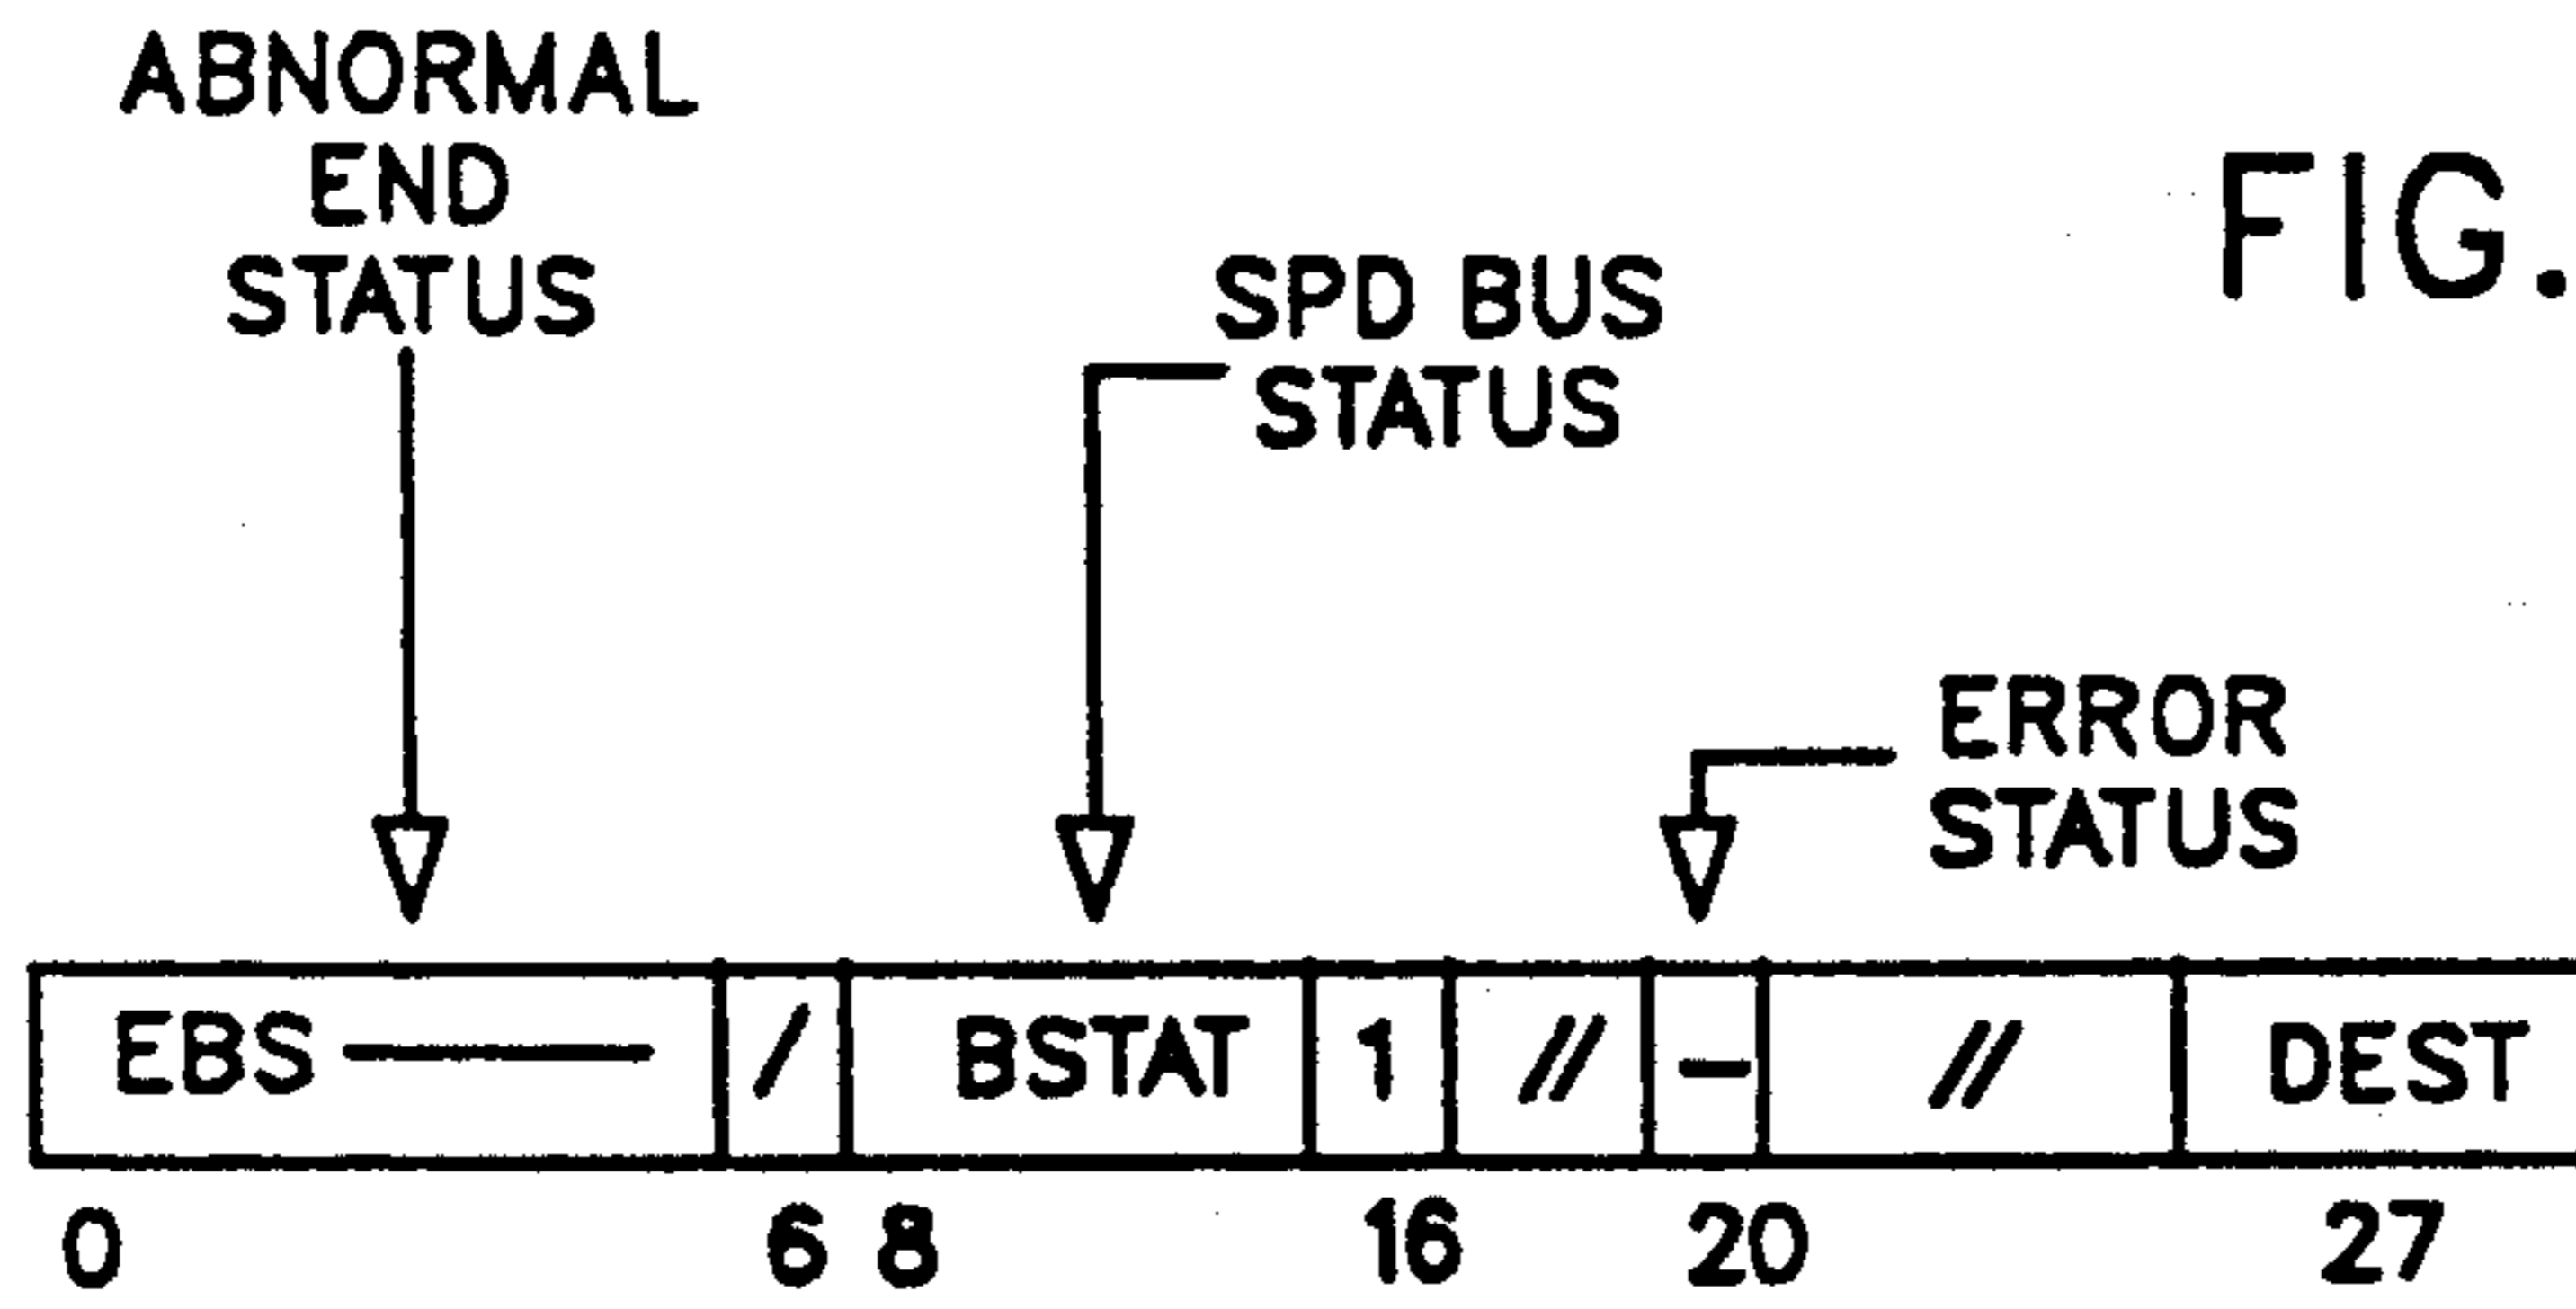 ABNORMAL
END
STATUS
FIG.
SPD BUS
STATUS
ERROR
STATUS
EBS — / BSTAT 1 // – // DEST
0 6 8 16 20 27